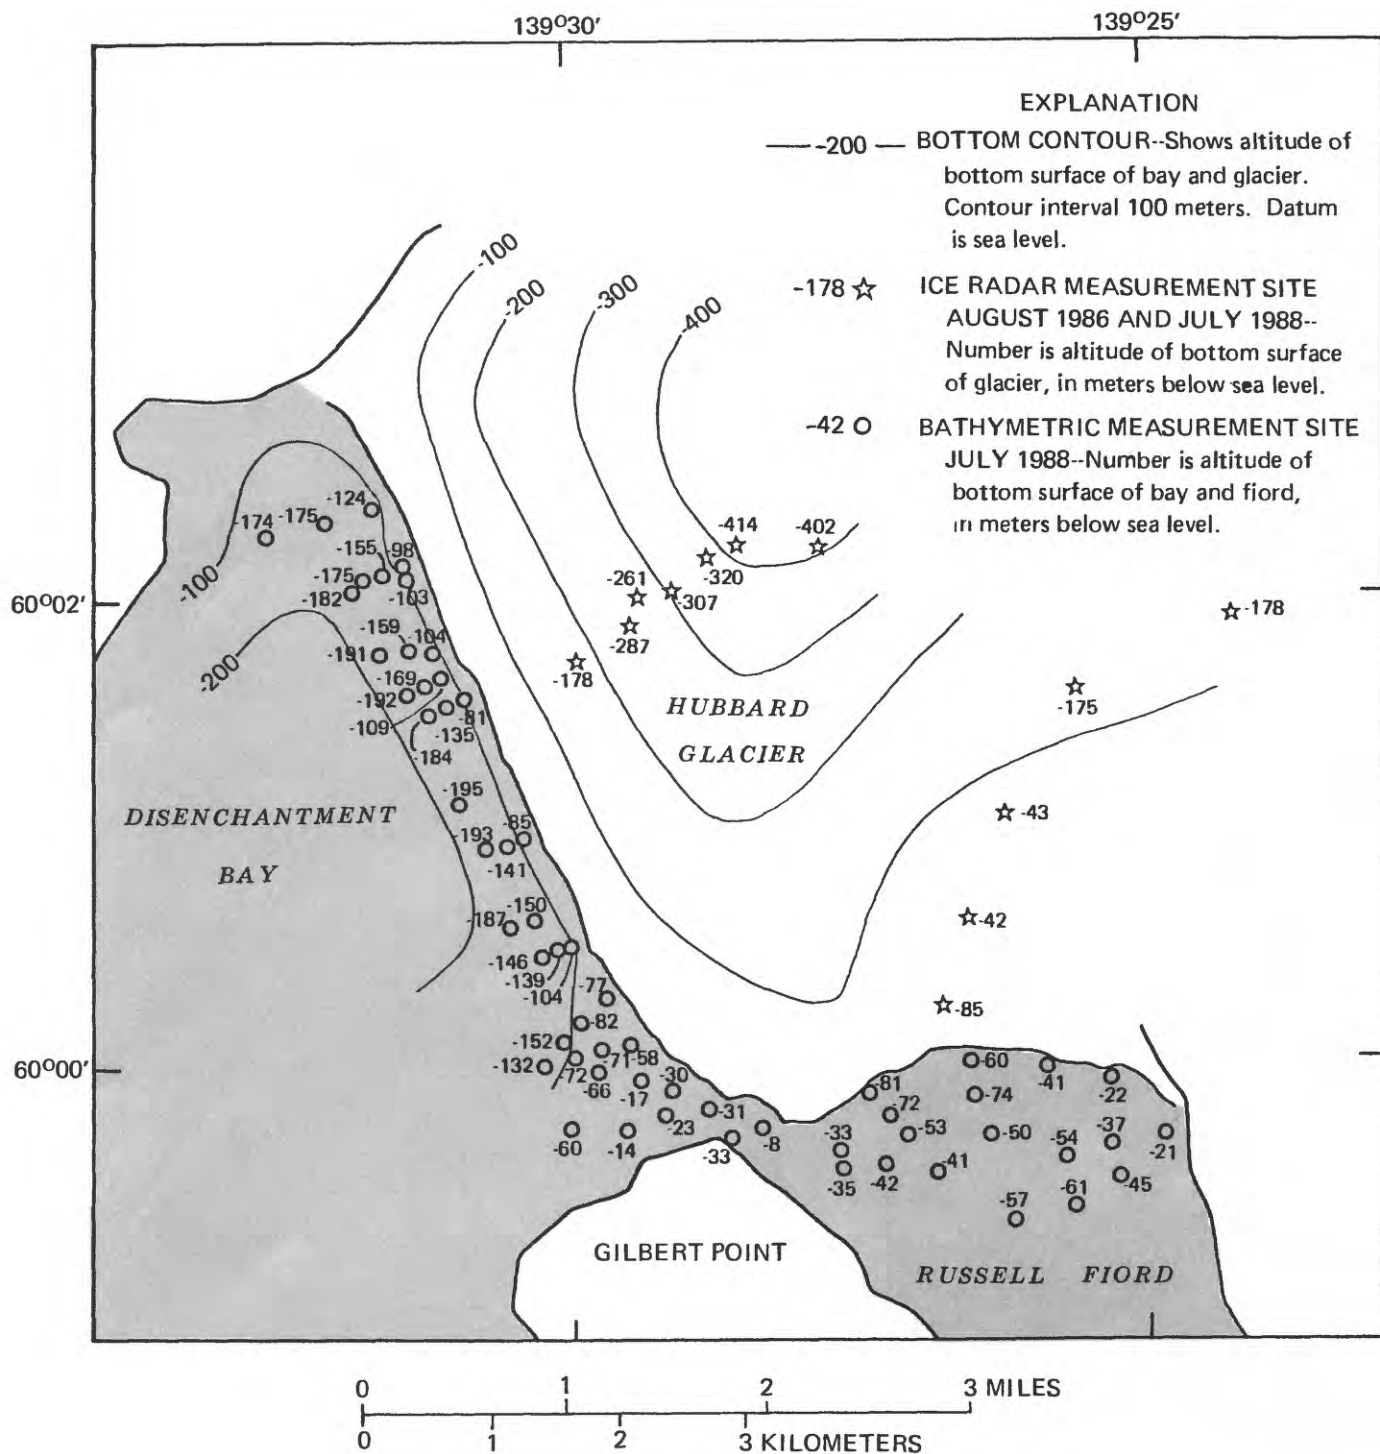 139°30' 139°25'
EXPLANATION
-200 BOTTOM CONTOUR--Shows altitude of
bottom surface of bay and glacier.
Contour interval 100 meters. Datum
is sea level.
-178 ICE RADAR MEASUREMENT SITE
AUGUST 1986 AND JULY 1988--
Number is altitude of bottom surface
of glacier, in meters below sea level.
-42 BATHYMETRIC MEASUREMENT SITE
JULY 1988--Number is altitude of
bottom surface of bay and fiord,
in meters below sea level.
-100
-200
-300
-400
-124
-174 -175
-414 -402
-155 -98
-175
-261 -320
-100
60°02' -182 -103
-307
-178
-159 -104
-287
-191
-200
-169
-178
-192
-175
-109 -81
-135
HUBBARD
GLACIER
-184
-195
DISENCHANTMENT
BAY
-193 -85
-43
-141
-187 -150
-42
-146
-139
-104
-77
-85
-82
-152
60°00' -132 -72 -71 -58
-60
-66 -30
-17
-81 -74 -41 -22
-31
-72
-60 -14 -23 -33 -8
-33 -53 -50 -54 -37 -21
-35 -42 -41 -45
-57 -61
GILBERT POINT
RUSSELL FIORD
0 1 2 3 MILES
0 1 2 3 KILOMETERS